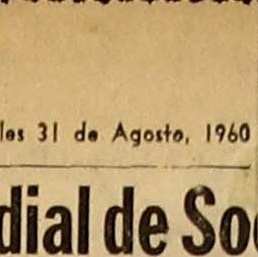 les 31 de Agosto, 1960
dial de So